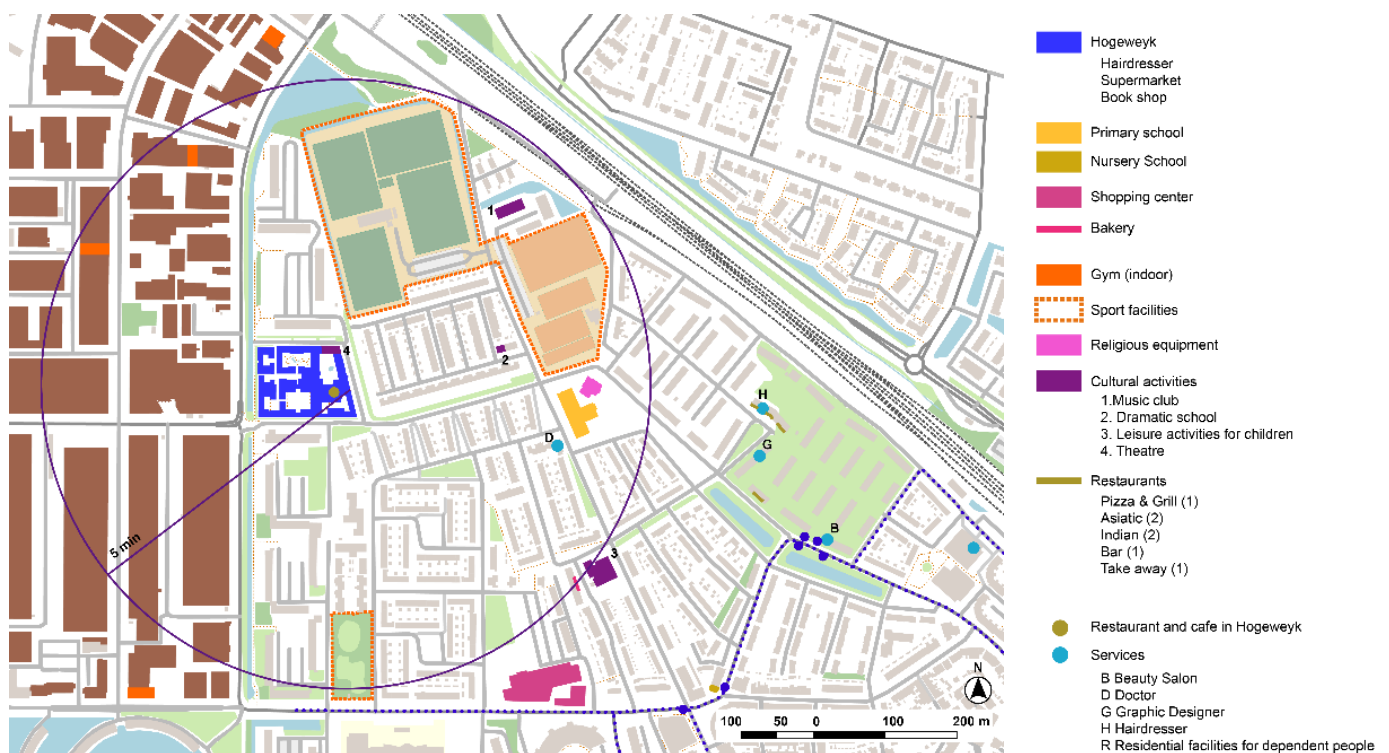 1
4
2
H
D
G
B
5 min
3
N
100 50 0 100 200 m
Hogeweyk
Hairdresser
Supermarket
Book shop
Primary school
Nursery School
Shopping center
Bakery
Gym (indoor)
Sport facilities
Religious equipment
Cultural activities
1.Music club
2. Dramatic school
3. Leisure activities for children
4. Theatre
Restaurants
Pizza & Grill (1)
Asiatic (2)
Indian (2)
Bar (1)
Take away (1)
Restaurant and cafe in Hogeweyk
Services
B Beauty Salon
D Doctor
G Graphic Designer
H Hairdresser
R Residential facilities for dependent people